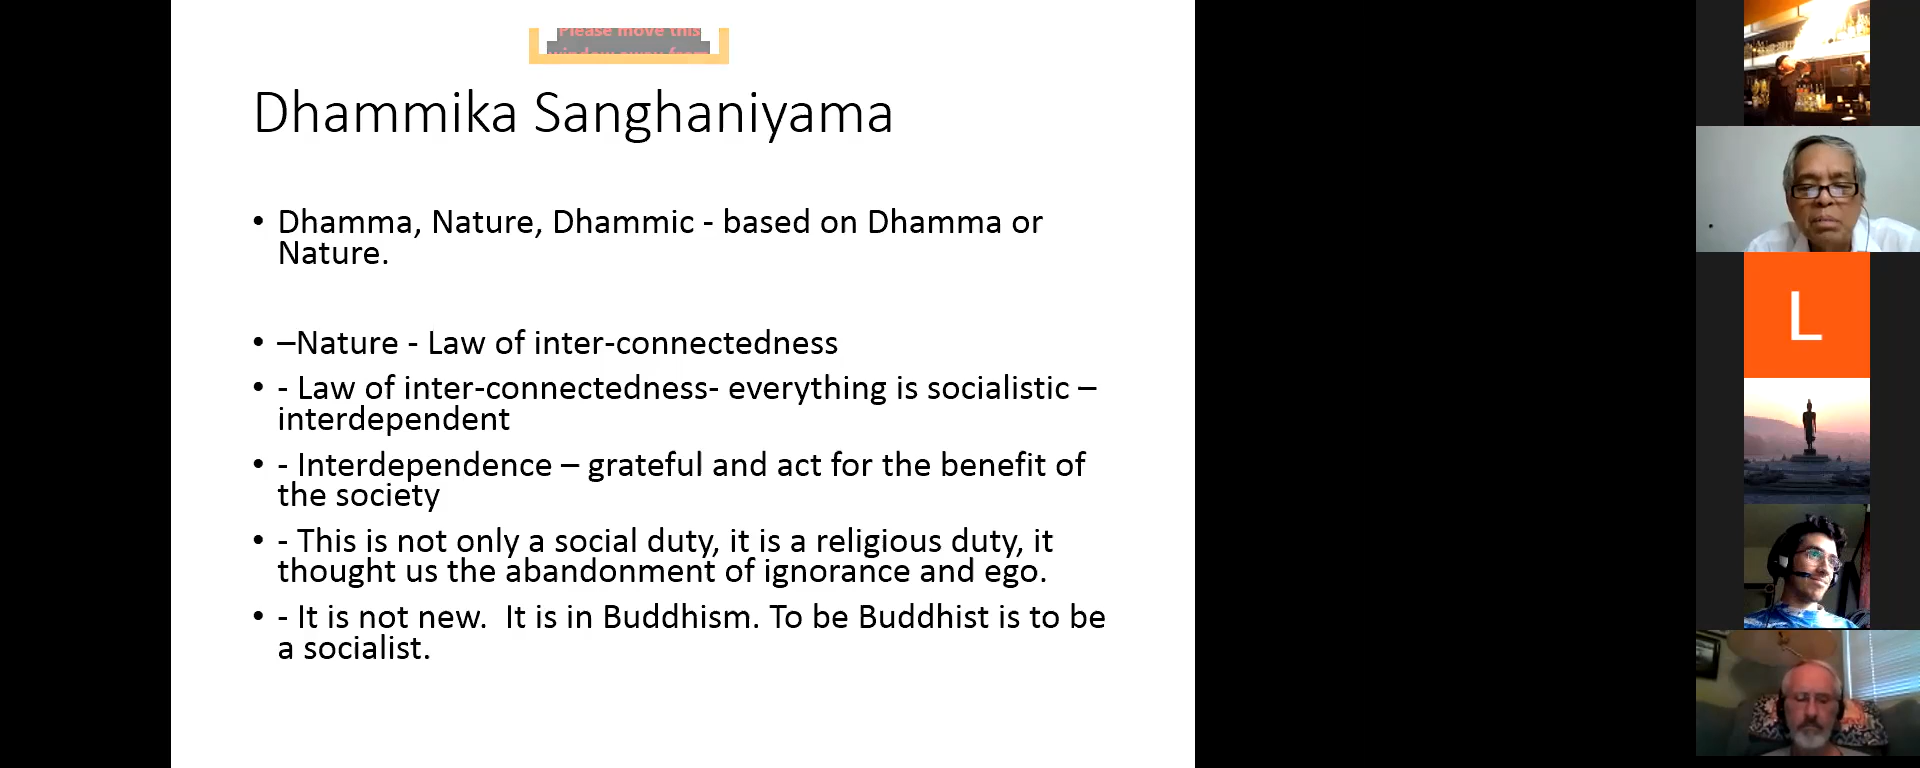 Please move this
window away from
Dhammika Sanghaniyama
• Dhamma, Nature, Dhammic - based on Dhamma or
Nature.
• –Nature - Law of inter-connectedness
• - Law of inter-connectedness- everything is socialistic –
interdependent
• - Interdependence – grateful and act for the benefit of
the society
• - This is not only a social duty, it is a religious duty, it
thought us the abandonment of ignorance and ego.
• - It is not new.  It is in Buddhism. To be Buddhist is to be
a socialist.
L